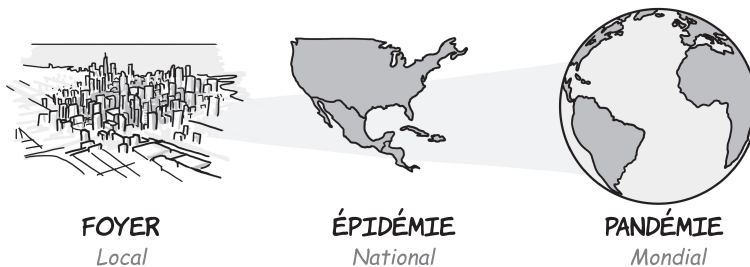 FOYER
Local
ÉPIDÉMIE
National
PANDÉMIE
Mondial